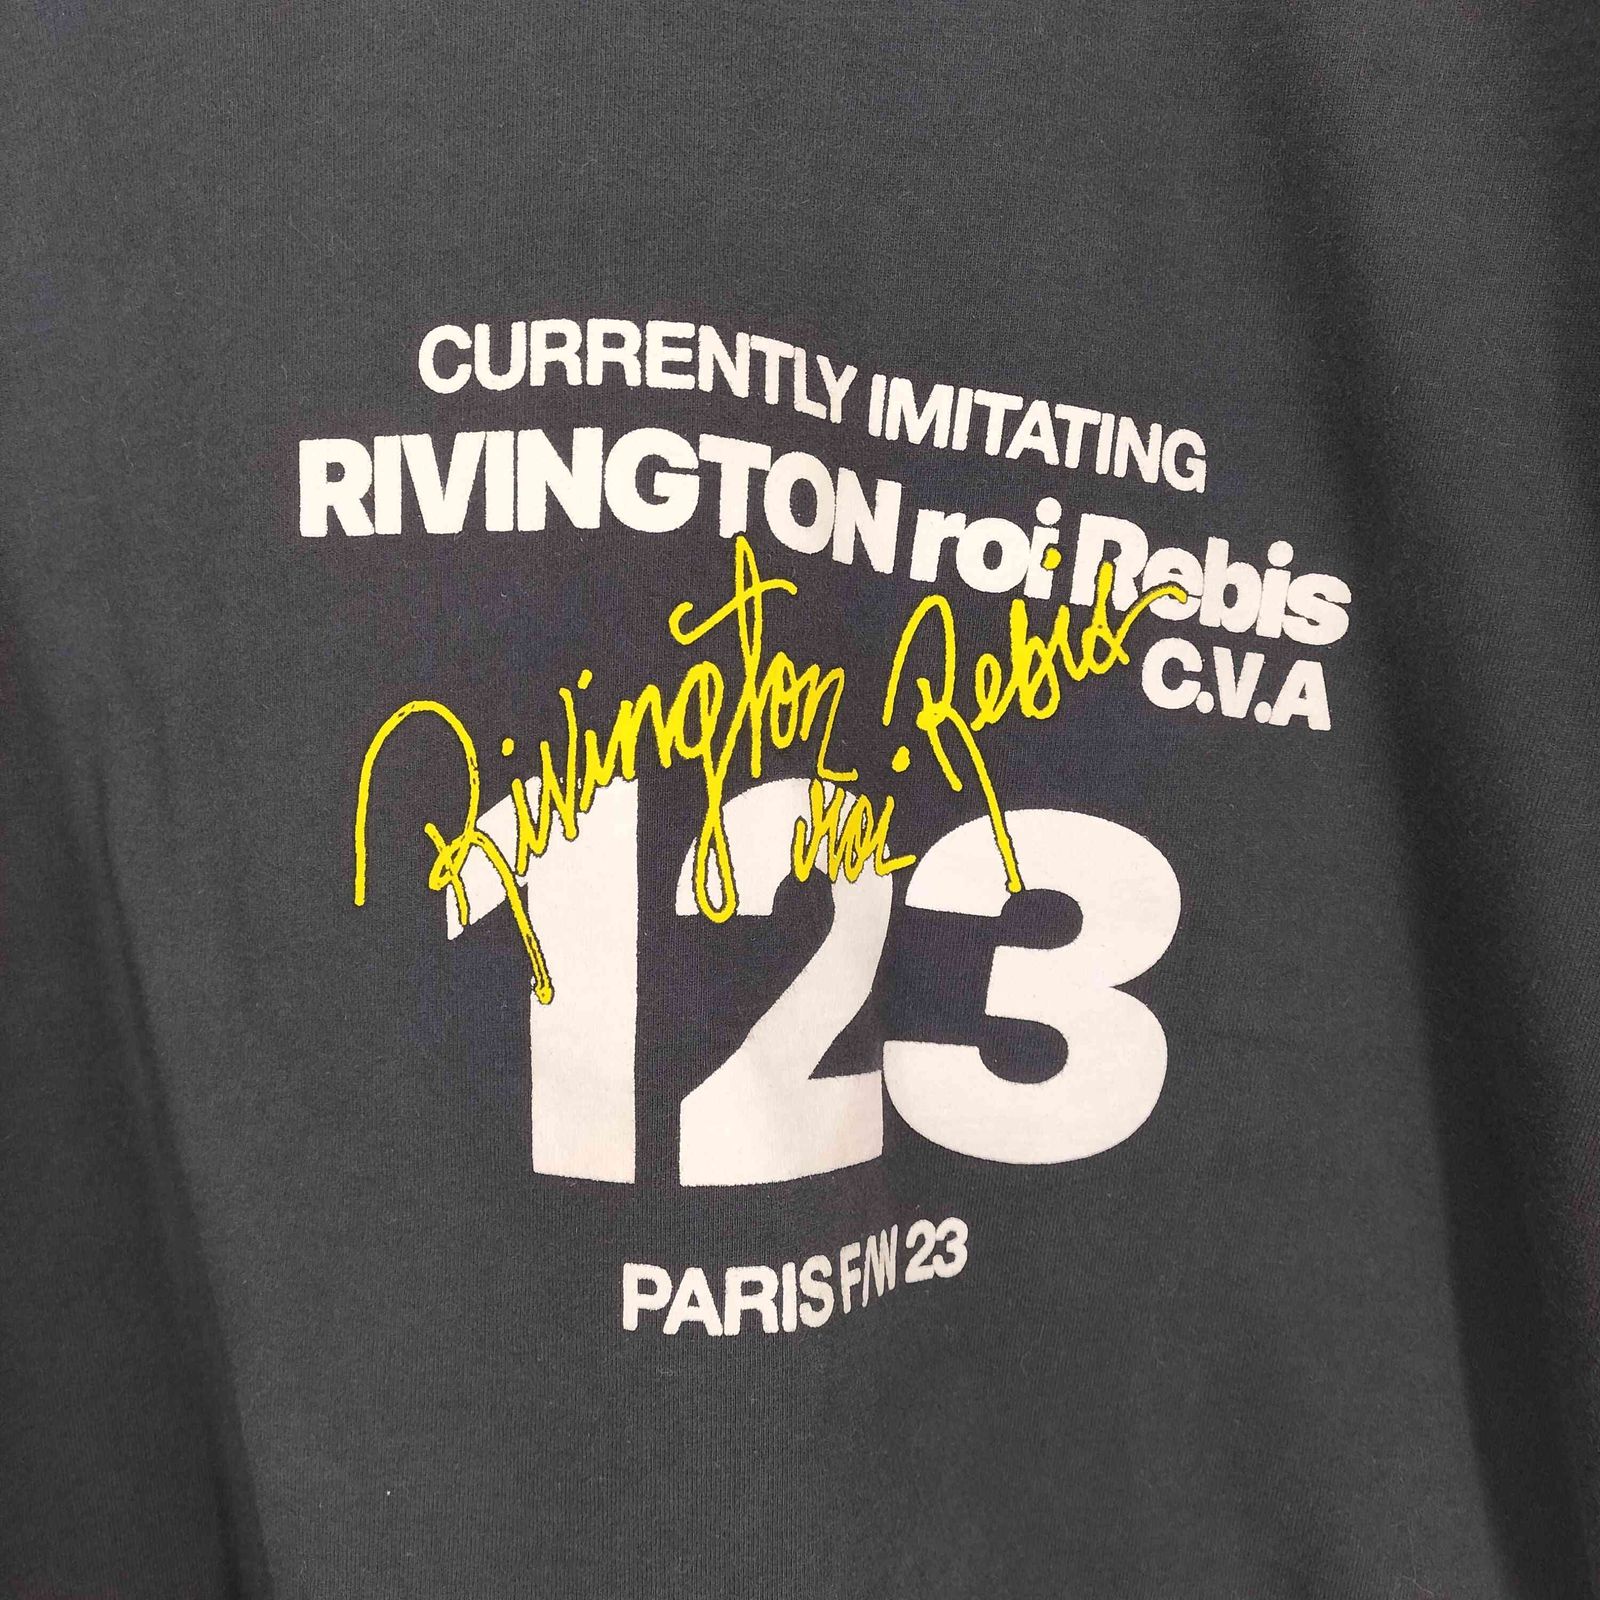 CURRENTLY IMITATING
RIVINGTON roi Rebis
C.V.A
Rivington
roi Rebis
123
PARIS F/W 23